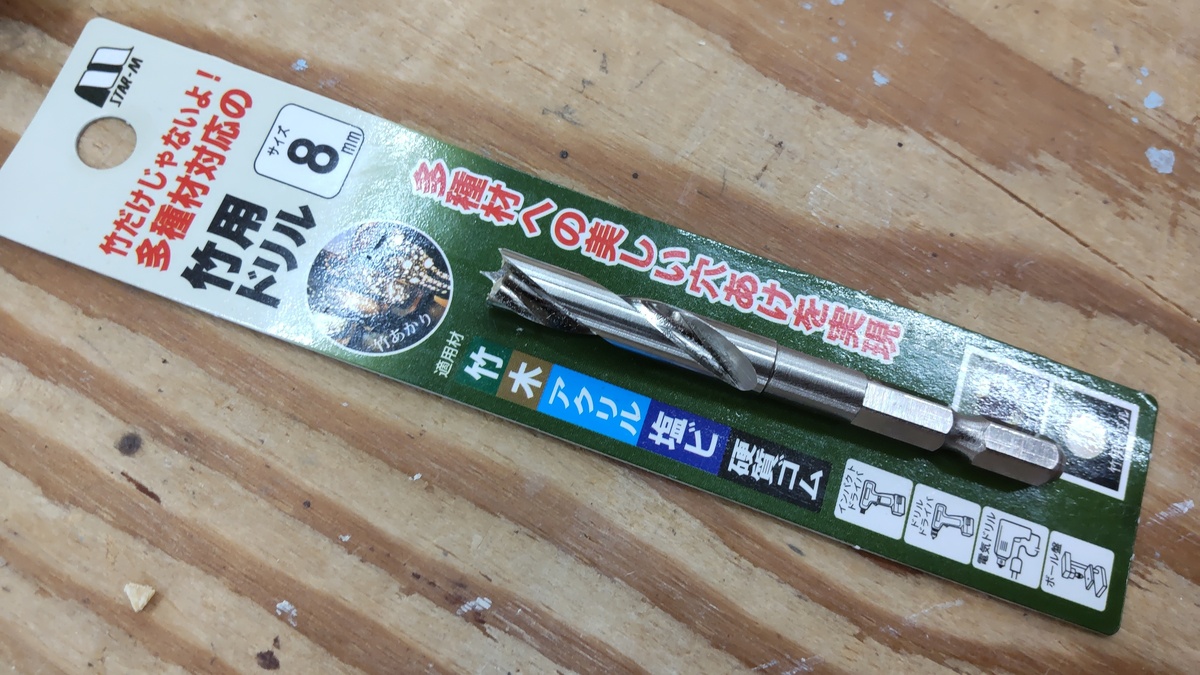 STAR-M
竹だけじゃないよ！
多種材対応の
竹用
ドリル
サイズ
8mm
竹あかり
多種材への美しい穴あけを実現
適用材
竹
木
アクリル
塩ビ
硬質ゴム
インパクト
ドライバ
ドリル
ドライバ
電気ドリル
ボール盤